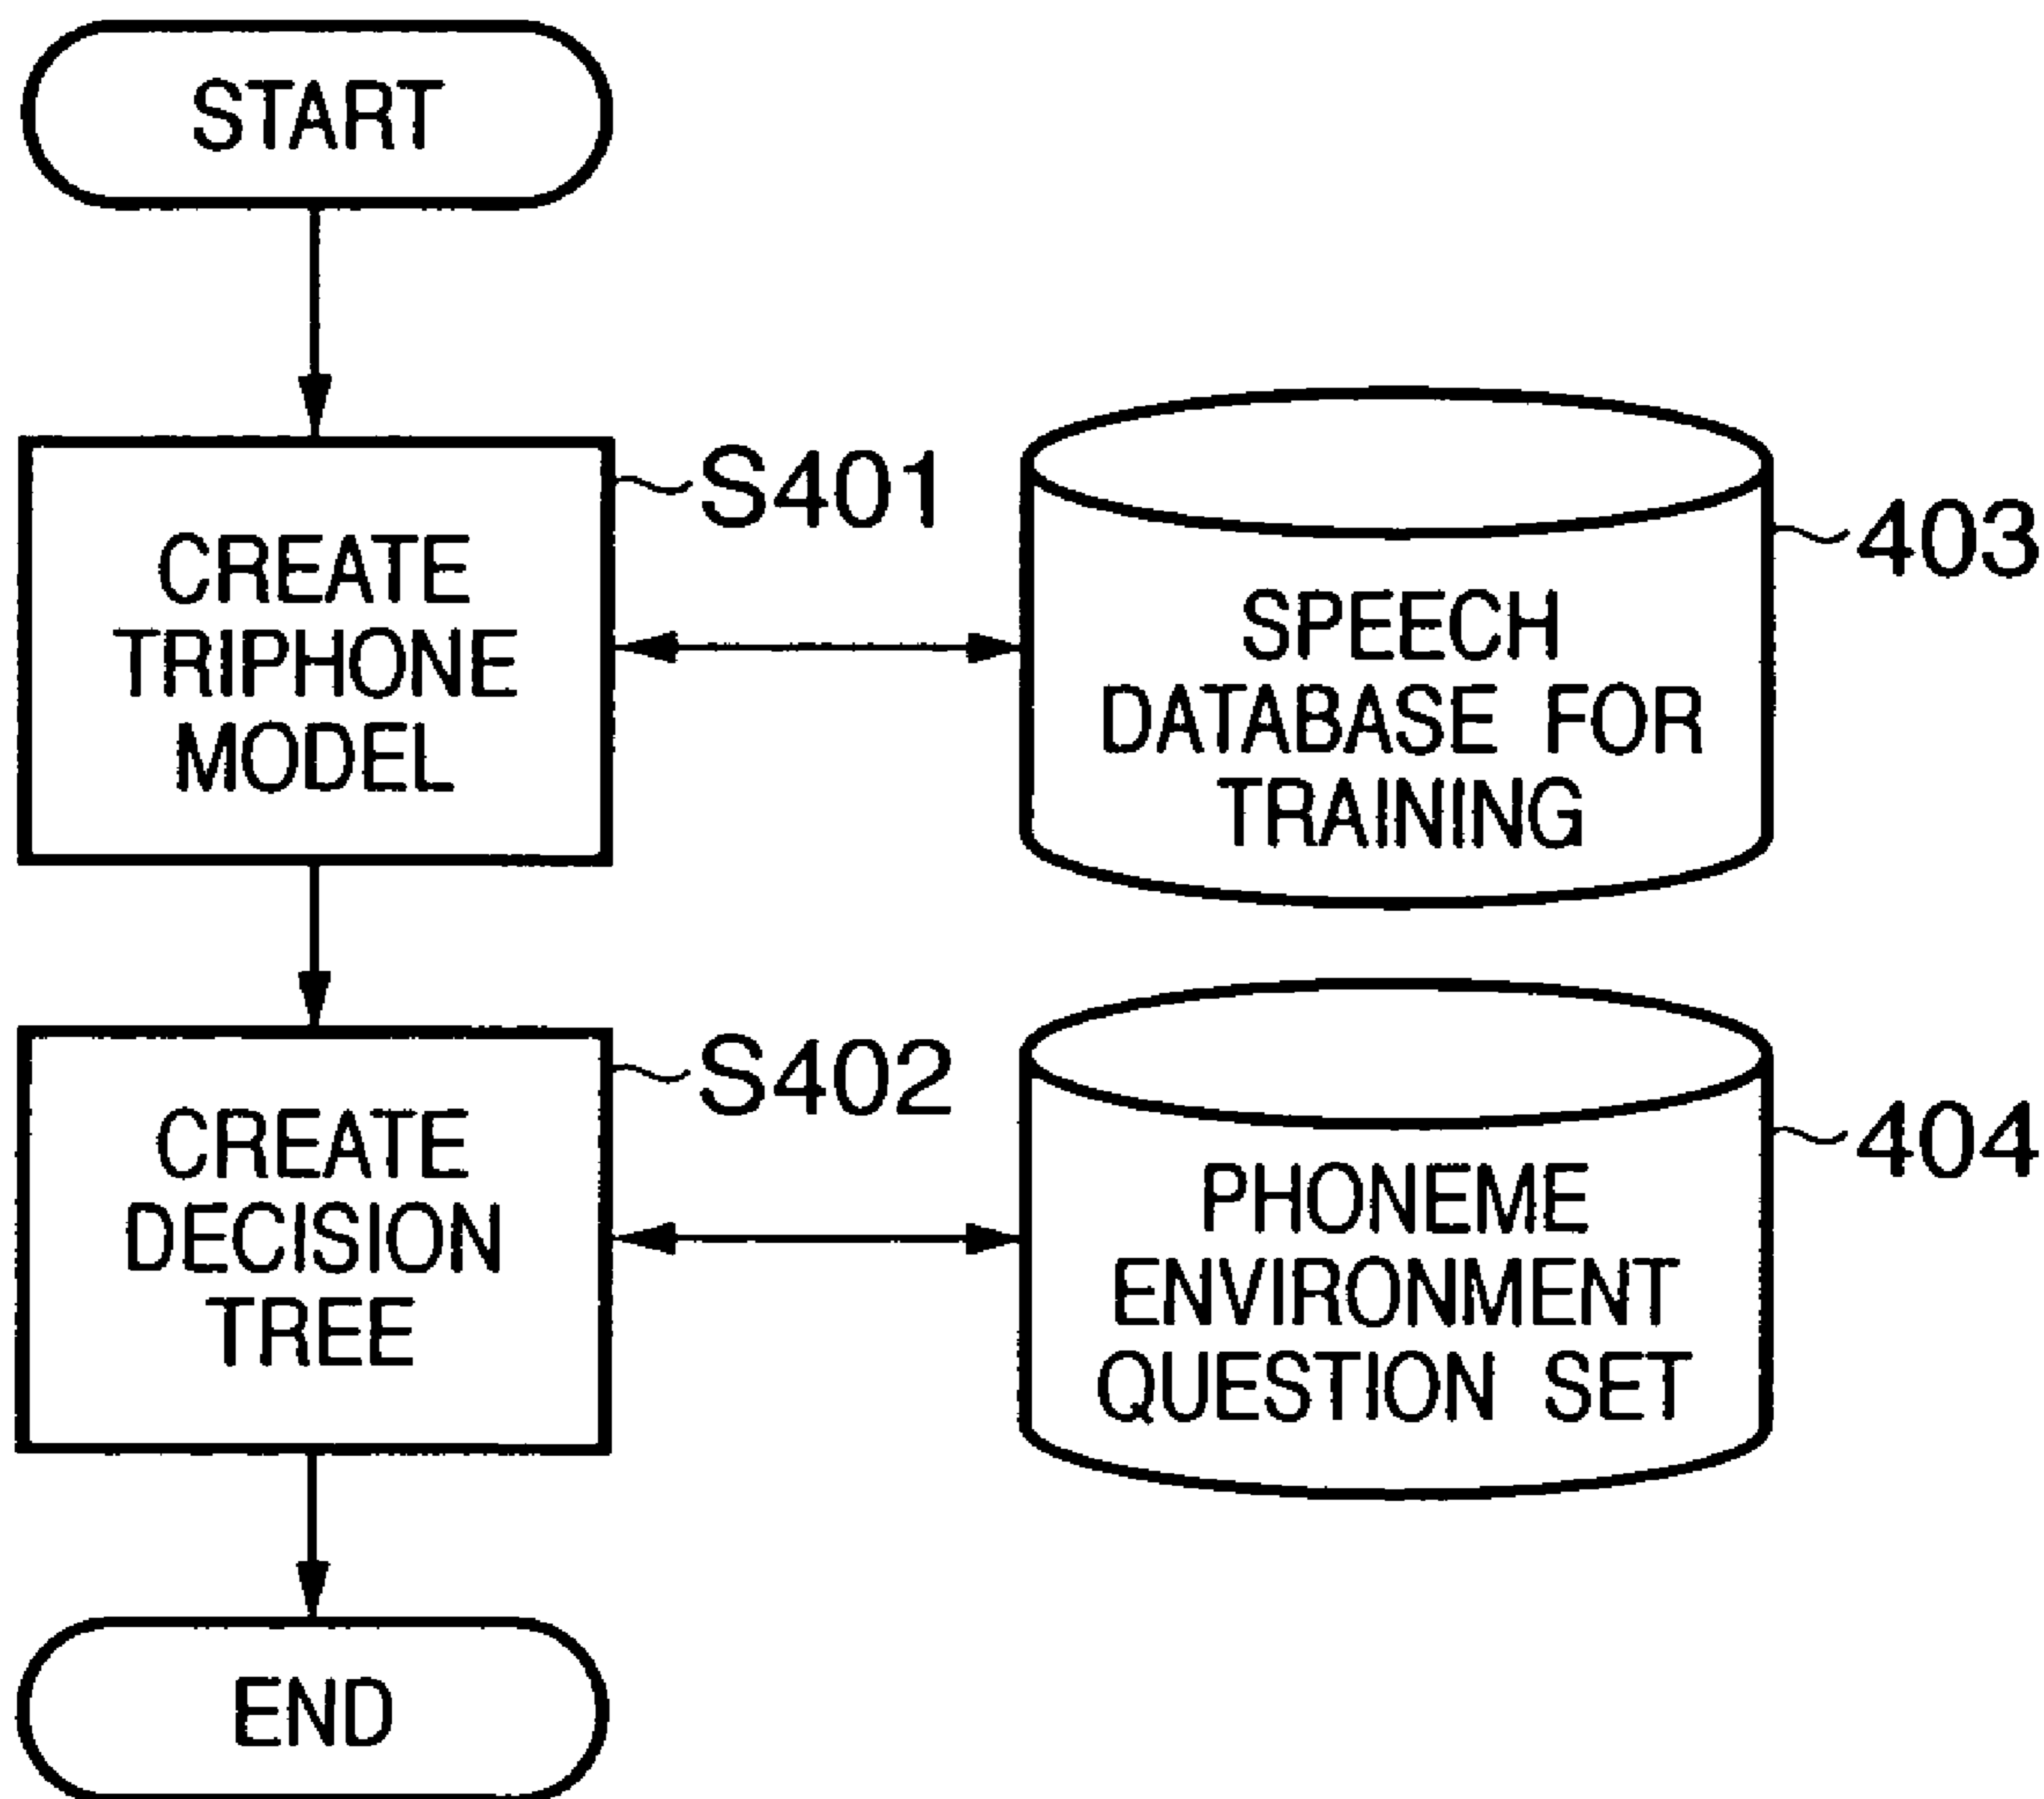 START
S401
CREATE
TRIPHONE
MODEL
403
SPEECH
DATABASE FOR
TRAINING
S402
CREATE
DECISION
TREE
404
PHONEME
ENVIRONMENT
QUESTION SET
END